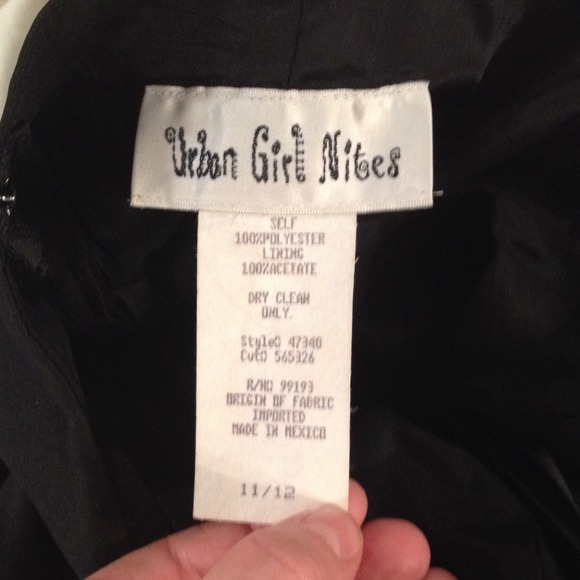 Urban Girl Nites
SELF
100%POLYESTER
LINING
100%ACETATE
DRY CLEAN
ONLY.
Style# 47340
Cut# 565326
R/N# 99193
ORIGIN OF FABRIC
IMPORTED
MADE IN MEXICO
11/12